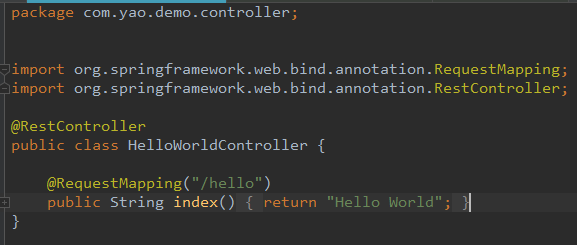 package com.yao.demo.controller;
import org.springframework.web.bind.annotation.RequestMapping;
import org.springframework.web.bind.annotation.RestController;
@RestController
public class HelloWorldController {
@RequestMapping("/hello")
public String index() { return "Hello World"; }
}